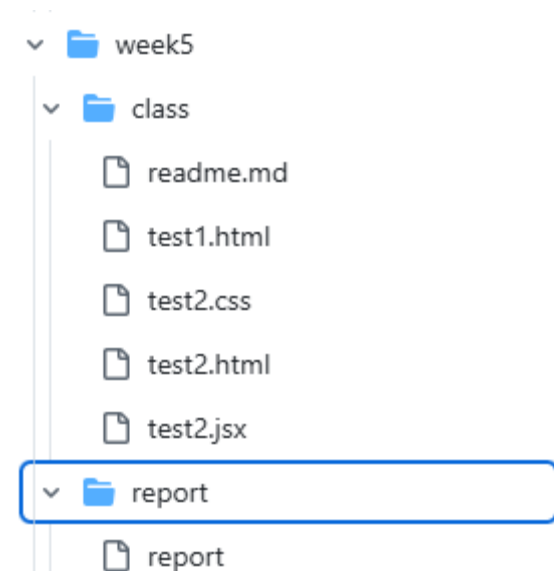 week5
class
readme.md
test1.html
test2.css
test2.html
test2.jsx
report
report